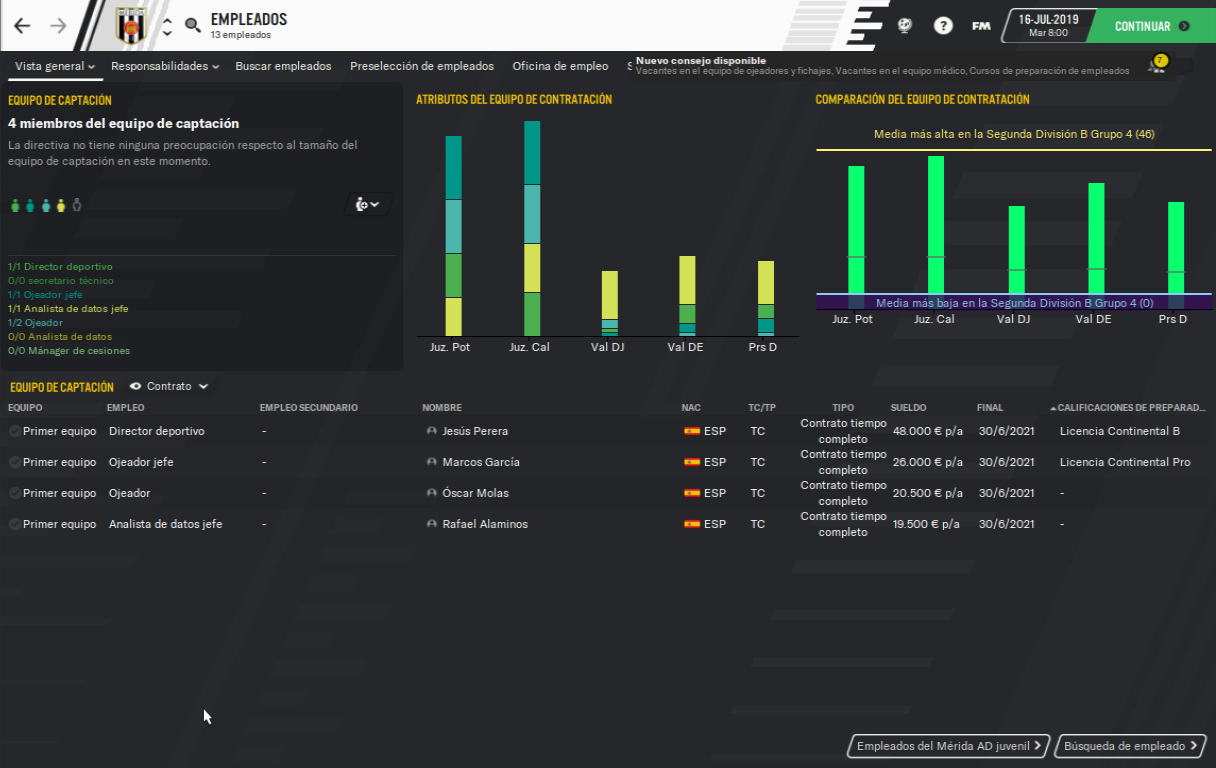 EMPLEADOS
13 empleados
?
FM
16-JUL-2019
Mar 8:00
CONTINUAR
Vista general
Responsabilidades
Buscar empleados
Preselección de empleados
Oficina de empleo
Nuevo consejo disponible
Vacantes en el equipo de ojeadores y fichajes, Vacantes en el equipo médico, Cursos de preparación de empleados
7
EQUIPO DE CAPTACIÓN
4 miembros del equipo de captación
La directiva no tiene ninguna preocupación respecto al tamaño del
equipo de captación en este momento.
1/1 Director deportivo
0/0 secretario técnico
1/1 Ojeador jefe
1/1 Analista de datos jefe
1/2 Ojeador
0/0 Analista de datos
0/0 Mánager de cesiones
ATRIBUTOS DEL EQUIPO DE CONTRATACIÓN
Juz. Pot
Juz. Cal
Val DJ
Val DE
Prs D
COMPARACIÓN DEL EQUIPO DE CONTRATACIÓN
Media más alta en la Segunda División B Grupo 4 (46)
Media más baja en la Segunda División B Grupo 4 (0)
Juz. Pot
Juz. Cal
Val DJ
Val DE
Prs D
EQUIPO DE CAPTACIÓN
Contrato
EQUIPO EMPLEO EMPLEO SECUNDARIO NOMBRE NAC TC/TP TIPO SUELDO FINAL CALIFICACIONES DE PREPARAD...
Primer equipo Director deportivo - Jesús Perera ESP TC Contrato tiempo completo 48.000 € p/a 30/6/2021 Licencia Continental B
Primer equipo Ojeador jefe - Marcos García ESP TC Contrato tiempo completo 26.000 € p/a 30/6/2021 Licencia Continental Pro
Primer equipo Ojeador - Óscar Molas ESP TC Contrato tiempo completo 20.500 € p/a 30/6/2021 -
Primer equipo Analista de datos jefe - Rafael Alaminos ESP TC Contrato tiempo completo 19.500 € p/a 30/6/2021 -
Empleados del Mérida AD juvenil
Búsqueda de empleado